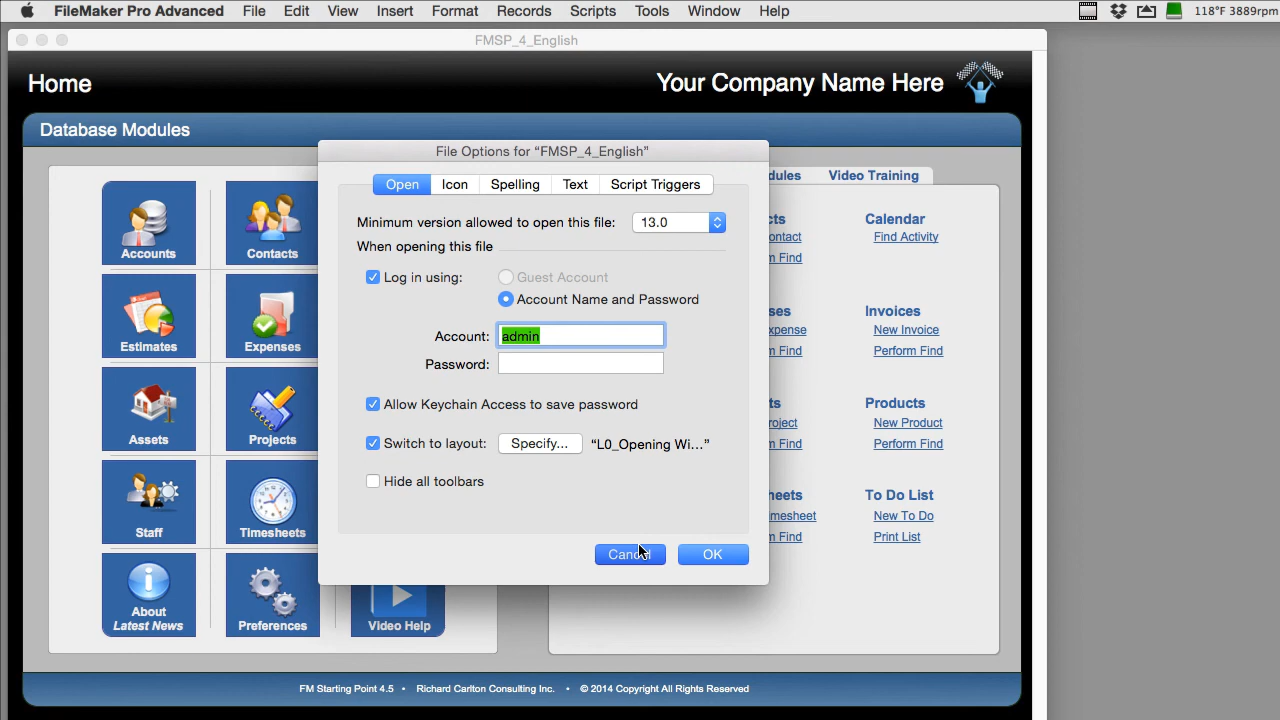 FileMaker Pro Advanced File Edit View Insert Format Records Scripts Tools Window Help 118°F 3889rpm
FMSP_4_English
Home
Your Company Name Here
Database Modules
File Options for “FMSP_4_English”
Open Icon Spelling Text Script Triggers
Minimum version allowed to open this file: 13.0
When opening this file
Log in using:
Guest Account
Account Name and Password
Account: admin
Password:
Allow Keychain Access to save password
Switch to layout: Specify... “L0_Opening Wi...”
Hide all toolbars
OK
Accounts
Contacts
Estimates
Expenses
Assets
Projects
Staff
Timesheets
About
Latest News
Preferences
Video Help
Video Training
Calendar
Find Activity
Invoices
New Invoice
Perform Find
Products
New Product
Perform Find
To Do List
New To Do
Print List
FM Starting Point 4.5 • Richard Carlton Consulting Inc. • © 2014 Copyright All Rights Reserved